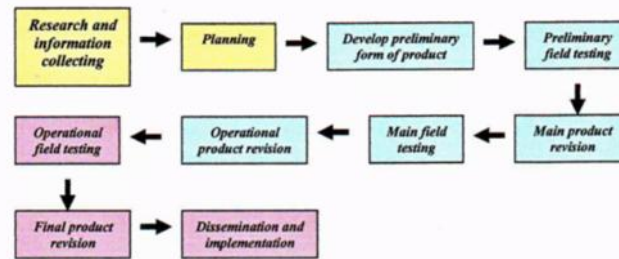 Research and
information
collecting
Planning
Develop preliminary
form of product
Preliminary
field testing
Main product
revision
Main field
testing
Operational
product revision
Operational
field testing
Final product
revision
Dissemination and
implementation